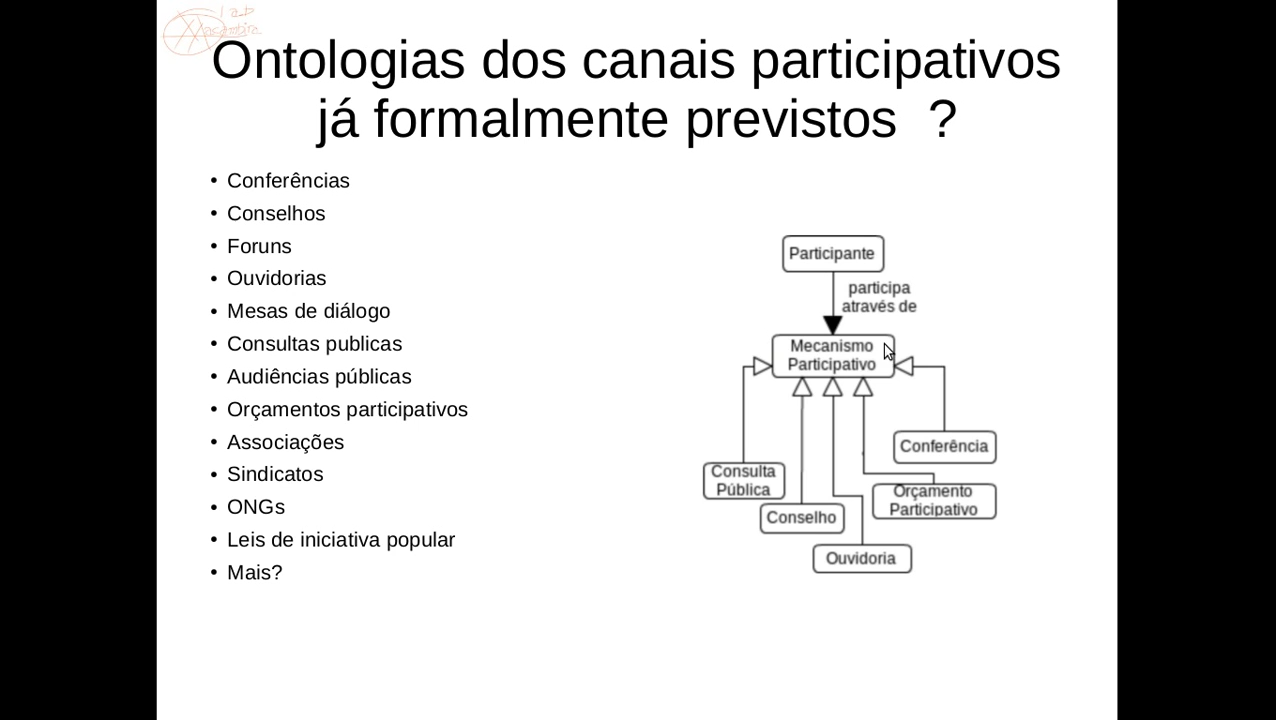 Ontologias dos canais participativos
já formalmente previstos ?
• Conferências
• Conselhos
• Foruns
• Ouvidorias
• Mesas de diálogo
• Consultas publicas
• Audiências públicas
• Orçamentos participativos
• Associações
• Sindicatos
• ONGs
• Leis de iniciativa popular
• Mais?
Participante
participa
através de
Mecanismo
Participativo
Conferência
Consulta
Pública
Orçamento
Participativo
Conselho
Ouvidoria